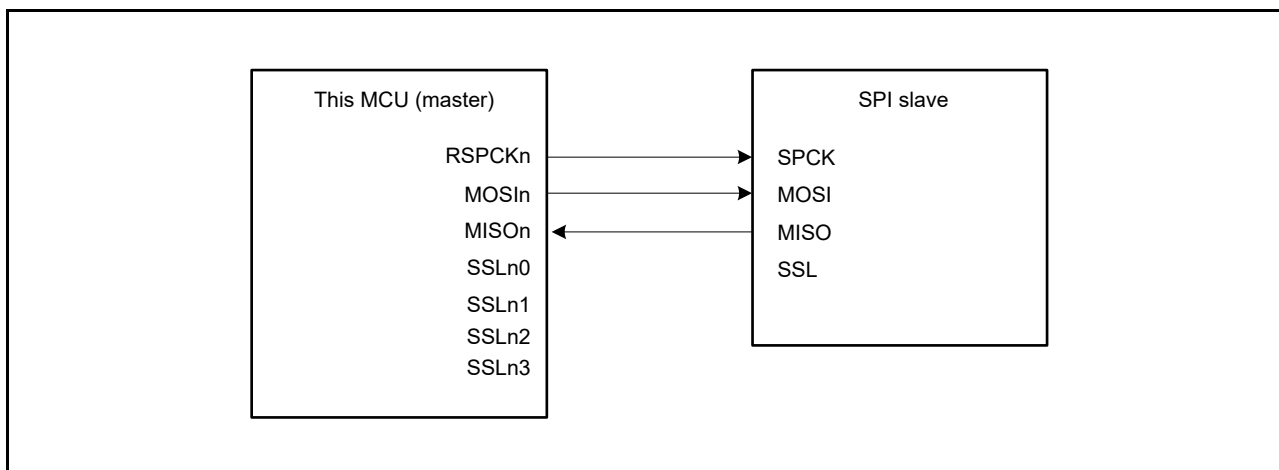 This MCU (master)
RSPCKn
MOSIn
MISOn
SSLn0
SSLn1
SSLn2
SSLn3
SPI slave
SPCK
MOSI
MISO
SSL